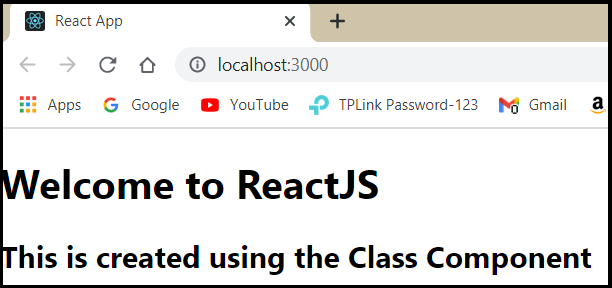 React App
localhost:3000
Apps Google YouTube TPLink Password-123 Gmail
Welcome to ReactJS
This is created using the Class Component